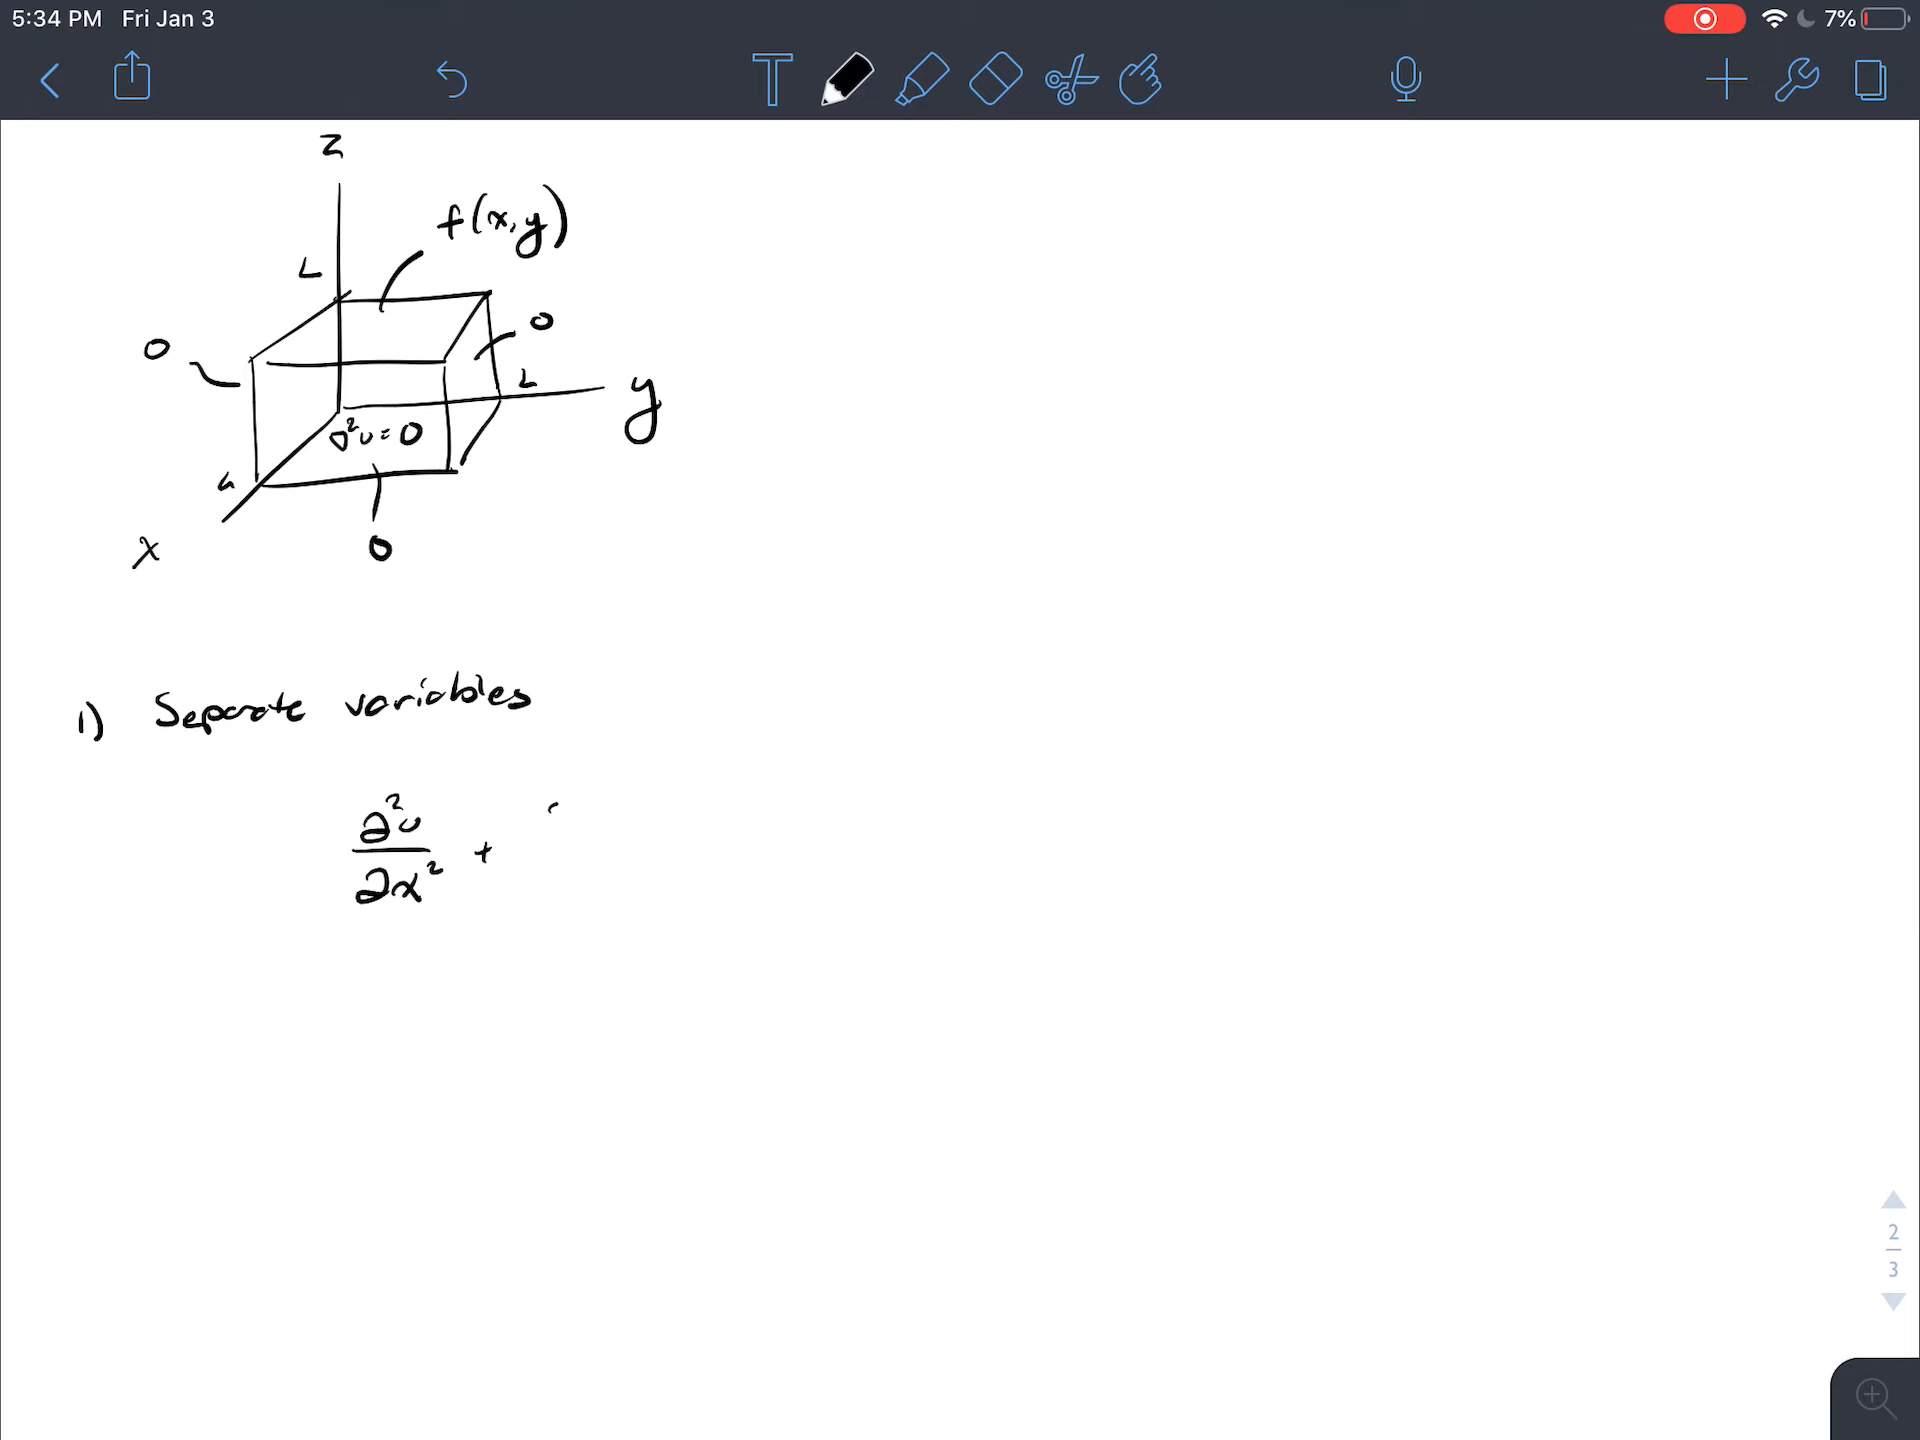 5:34 PM Fri Jan 3 7%
z
f(x,y)
L
0
0
L
y
∇²u=0
x
0
1) Separate variables
∂²u
∂x² +
2
3